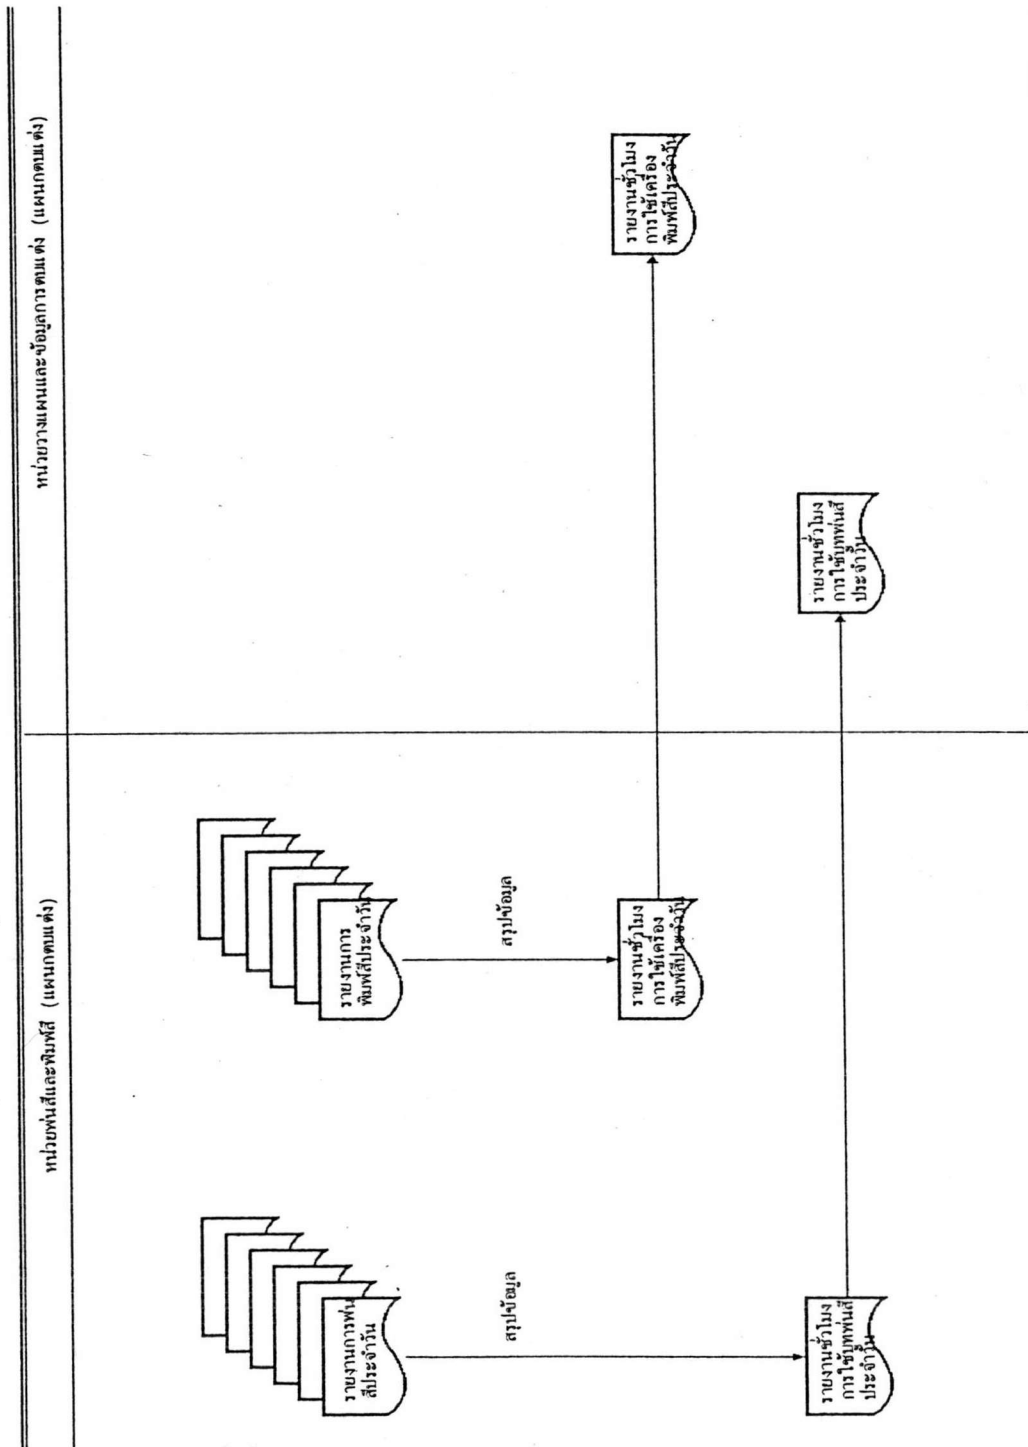 หน่วยพ่นสีและพิมพ์สี (แผนกตบแต่ง)
หน่วยวางแผนและข้อมูลการตบแต่ง (แผนกตบแต่ง)
รายงานการพ่น
สีประจำวัน
รายงานการ
พิมพ์สีประจำวัน
สรุปข้อมูล
สรุปข้อมูล
รายงานชั่วโมง
การใช้เครื่อง
พิมพ์สีประจำวัน
รายงานชั่วโมง
การใช้เครื่อง
พิมพ์สีประจำวัน
รายงานชั่วโมง
การใช้บูทพ่นสี
ประจำวัน
รายงานชั่วโมง
การใช้บูทพ่นสี
ประจำวัน